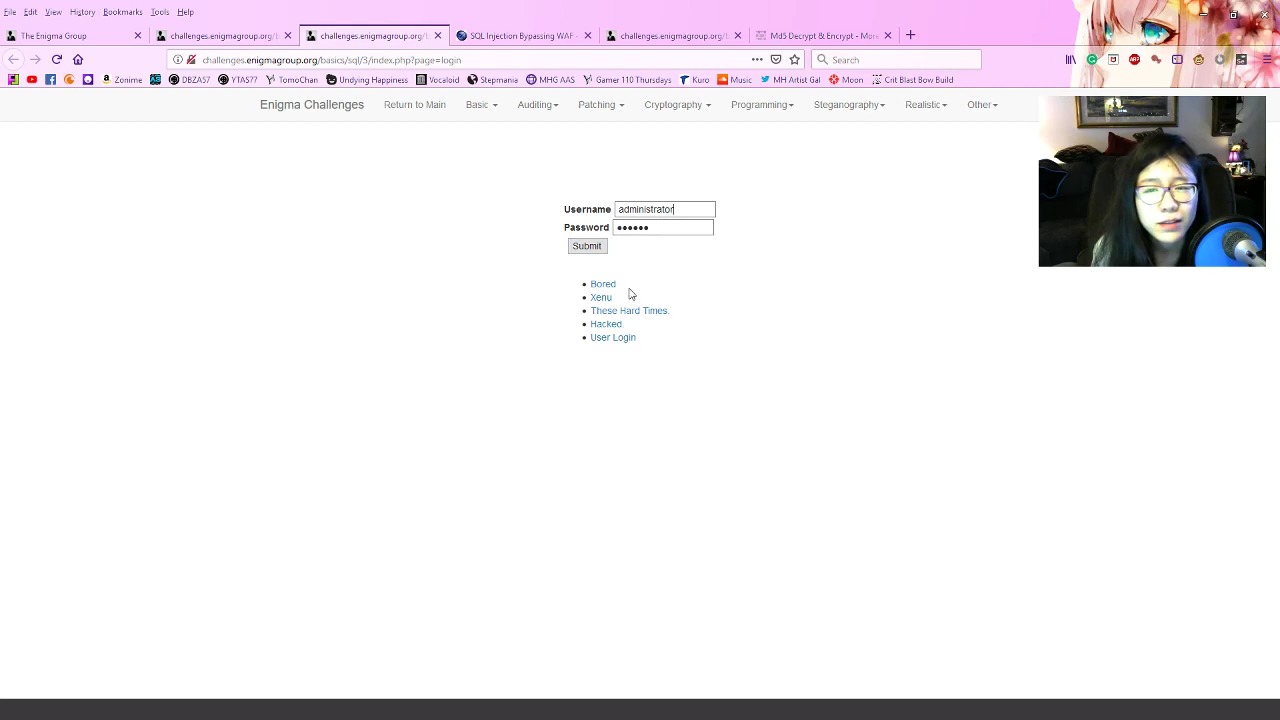 File Edit View History Bookmarks Tools Help
The Enigma Group
challenges.enigmagroup.org/b
challenges.enigmagroup.org/b
SQL Injection Bypassing WAF -
challenges.enigmagroup.org/b
Md5 Decrypt & Encrypt - More
challenges.enigmagroup.org/basics/sql/3/index.php?page=login
Search
Zonime DBZA57 YTAS77 TomoChan Undying Happiness Vocaloid Stepmania MHG AAS Gamer 110 Thursdays Kuro Music MH Artist Gal Moon Crit Blast Bow Build
Enigma Challenges Return to Main Basic Auditing Patching Cryptography Programming Steganography Realistic Other
Username administrator
Password ••••••
Submit
• Bored
• Xenu
• These Hard Times.
• Hacked.
• User Login